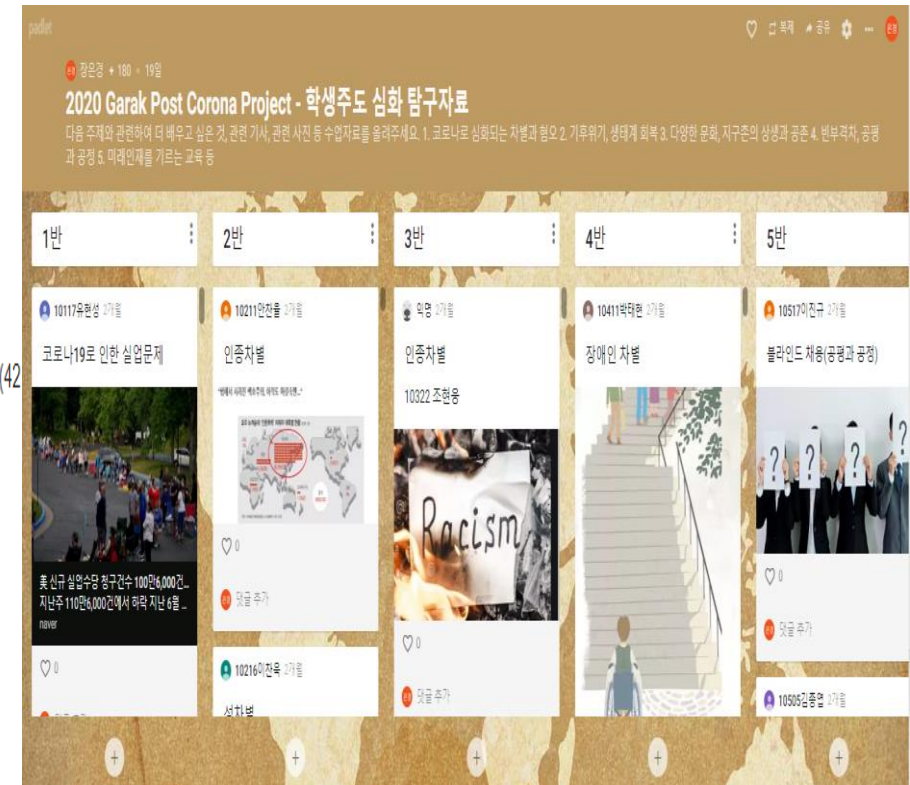 padlet
복제
공유
장은경 + 180 • 19일
2020 Garak Post Corona Project - 학생주도 심화 탐구자료
다음 주제와 관련하여 더 배우고 싶은 것, 관련 기사, 관련 사진 등 수업자료를 올려주세요. 1. 코로나로 심화되는 차별과 혐오 2. 기후위기, 생태계 회복 3. 다양한 문화, 지구촌의 상생과 공존 4. 빈부격차, 공평
과 공정 5. 미래인재를 기르는 교육 등
(42
1반
10117유현성 2개월
코로나19로 인한 실업문제
美 신규 실업수당 청구건수 100만6,000건...
지난주 110만6,000건에서 하락 지난 6월 ...
naver
0
2반
10211안찬율 2개월
인종차별
0
댓글 추가
10216이찬욱 2개월
성차별
3반
익명 2개월
인종차별
10322 조현웅
Racism
0
댓글 추가
4반
10411박태현 2개월
장애인 차별
5반
10517이진규 2개월
블라인드 채용(공평과 공정)
? ? ? ?
0
댓글 추가
10505김종엽 2개월